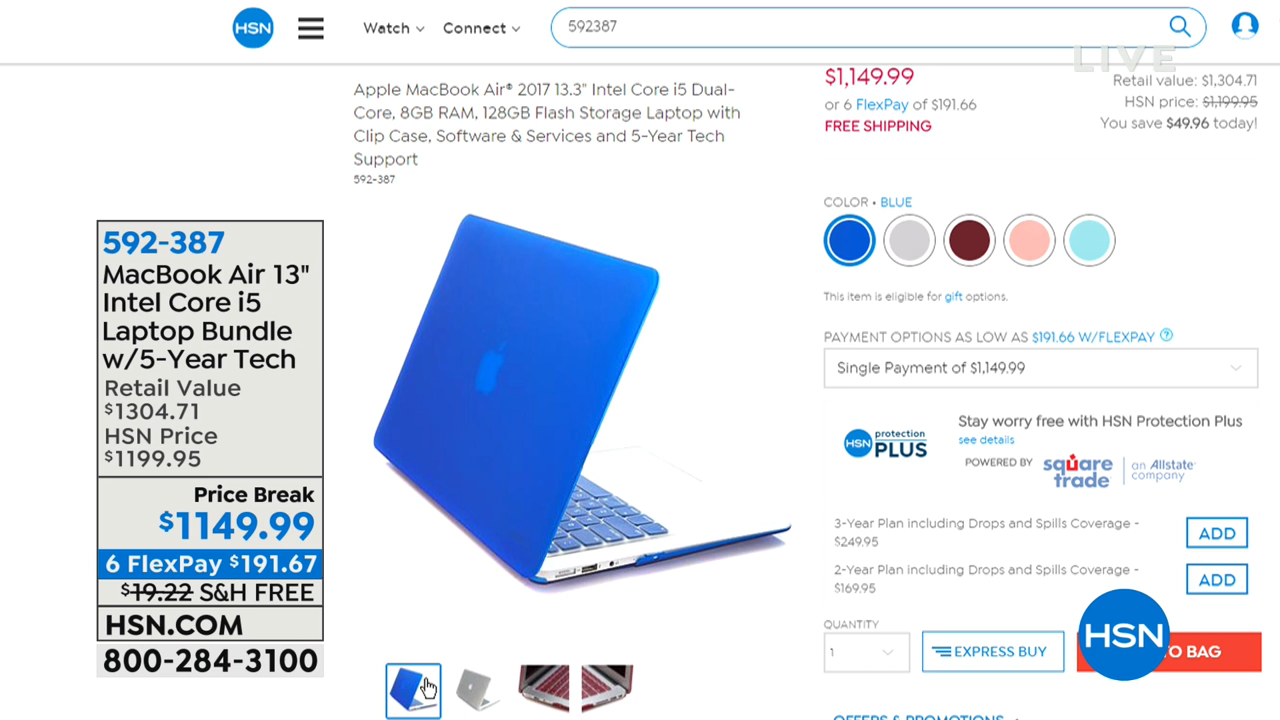 HSN
Watch
Connect
592387
LIVE
Apple MacBook Air® 2017 13.3" Intel Core i5 Dual-
Core, 8GB RAM, 128GB Flash Storage Laptop with
Clip Case, Software & Services and 5-Year Tech
Support
592-387
$1,149.99
or 6 FlexPay of $191.66
FREE SHIPPING
Retail value: $1,304.71
HSN price: $1,199.95
You save $49.96 today!
COLOR • BLUE
This item is eligible for gift options.
PAYMENT OPTIONS AS LOW AS $191.66 W/FLEXPAY ?
Single Payment of $1,149.99
HSN protection PLUS
Stay worry free with HSN Protection Plus
see details
POWERED BY
square
trade
an Allstate
company
3-Year Plan including Drops and Spills Coverage -
$249.95
ADD
2-Year Plan including Drops and Spills Coverage -
$169.95
ADD
QUANTITY
1
EXPRESS BUY
TO BAG
HSN
592-387
MacBook Air 13"
Intel Core i5
Laptop Bundle
w/5-Year Tech
Retail Value
$1304.71
HSN Price
$1199.95
Price Break
$1149.99
6 FlexPay $191.67
$19.22 S&H FREE
HSN.COM
800-284-3100
OFFERS & PROMOTIONS